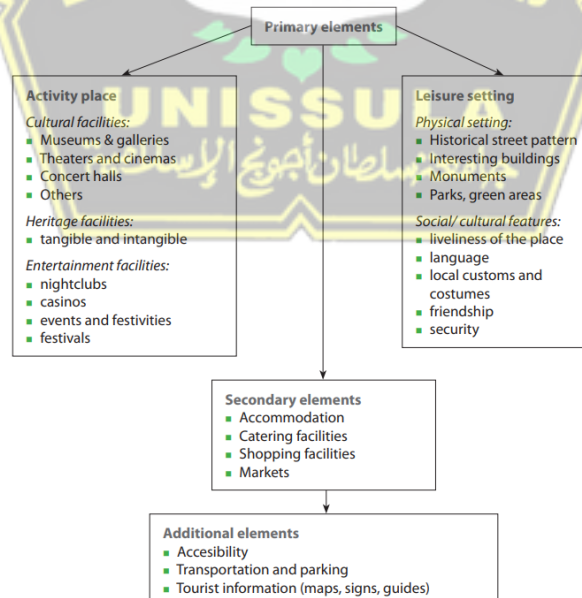 Primary elements
Activity place
Cultural facilities:
Museums & galleries
Theaters and cinemas
Concert halls
Others
Heritage facilities:
tangible and intangible
Entertainment facilities:
nightclubs
casinos
events and festivities
festivals
Leisure setting
Physical setting:
Historical street pattern
Interesting buildings
Monuments
Parks, green areas
Social/ cultural features:
liveliness of the place
language
local customs and
costumes
friendship
security
UNISSULA
Secondary elements
Accommodation
Catering facilities
Shopping facilities
Markets
Additional elements
Accesibility
Transportation and parking
Tourist information (maps, signs, guides)